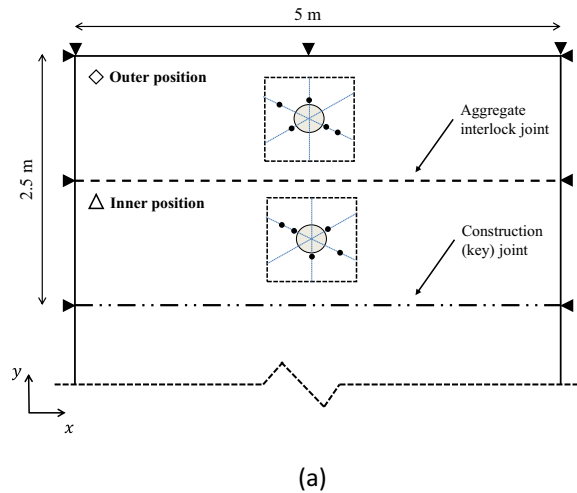 5 m
Outer position
Aggregate
interlock joint
2.5 m
Inner position
Construction
(key) joint
y
x
(a)